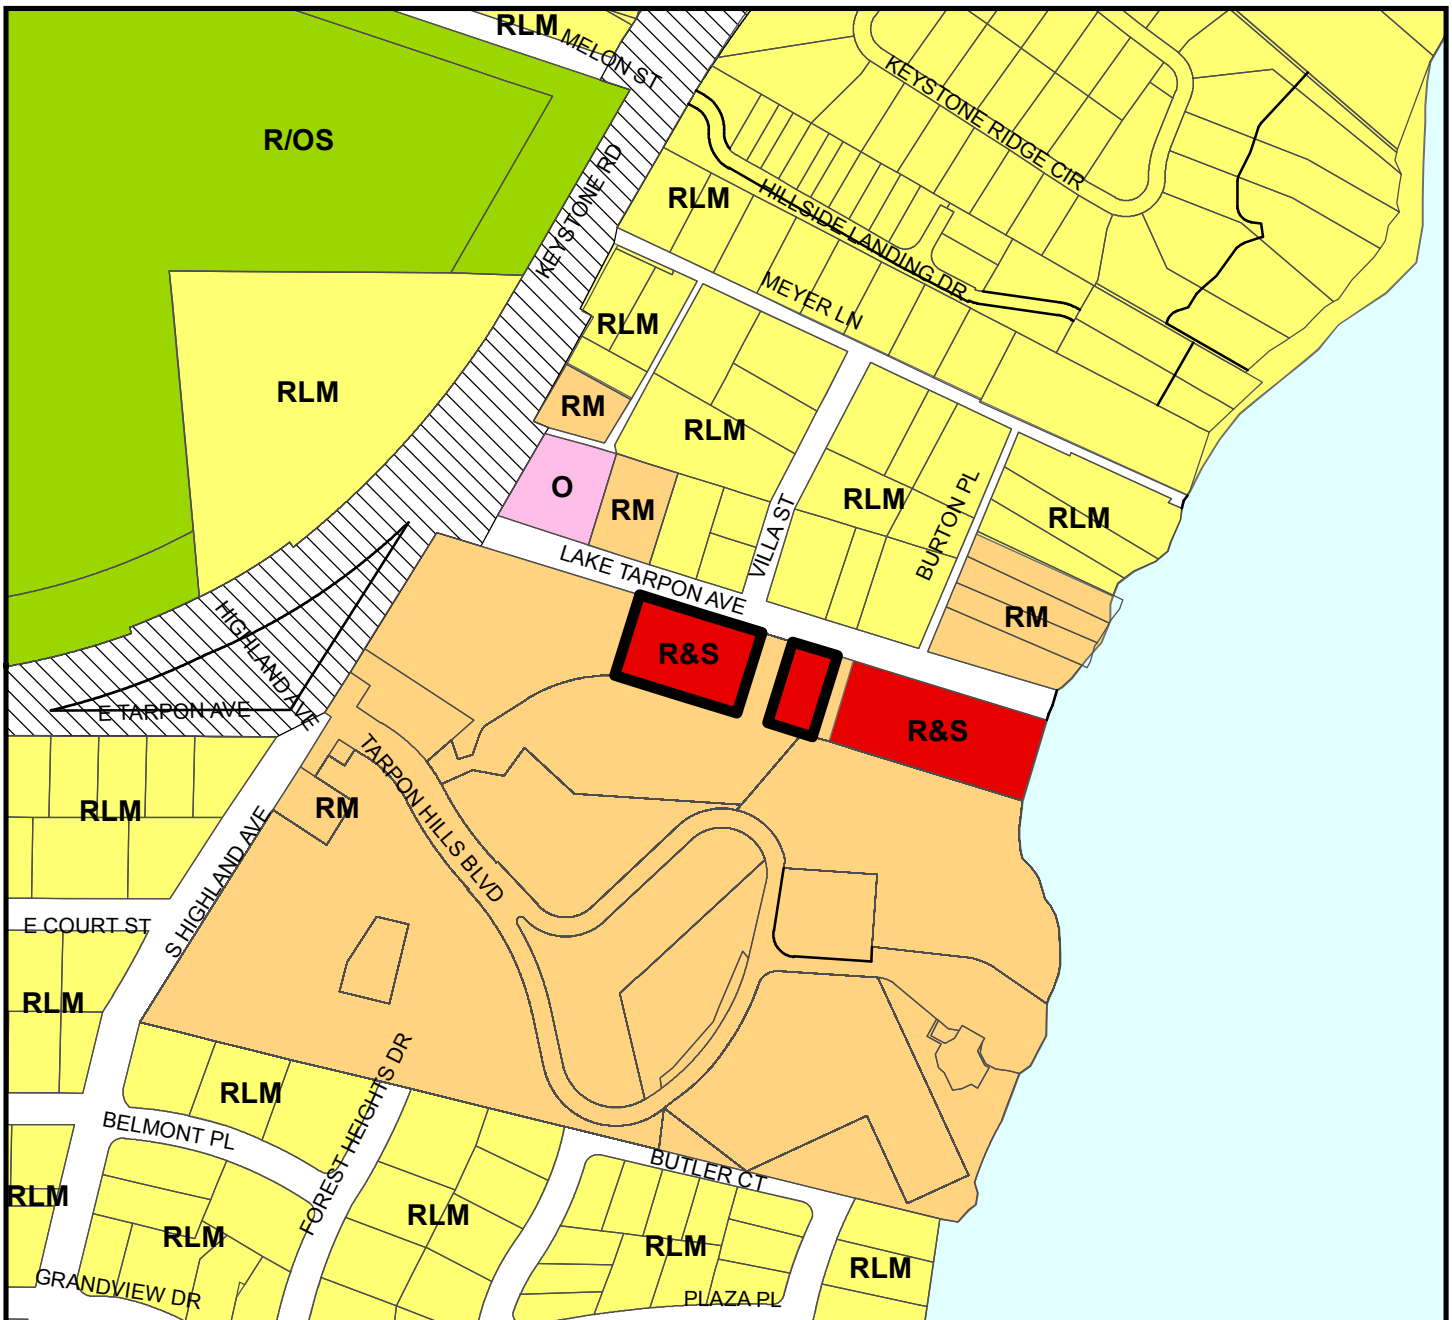 RLM
MELON ST
R/OS
KEYSTONE RIDGE CIR
KEYSTONE RD
RLM
HILLSIDE LANDING DR
MEYER LN
RLM
RLM
RM
RLM
O
RM
RLM
BURTON PL
RLM
VILLA ST
LAKE TARPON AVE
RM
HIGHLAND AVE
R&S
E TARPON AVE
R&S
TARPON HILLS BLVD
RLM
RM
S HIGHLAND AVE
E COURT ST
RLM
RLM
FOREST HEIGHTS DR
BELMONT PL
BUTLER CT
RLM
RLM
RLM
RLM
RLM
GRANDVIEW DR
PLAZA PL